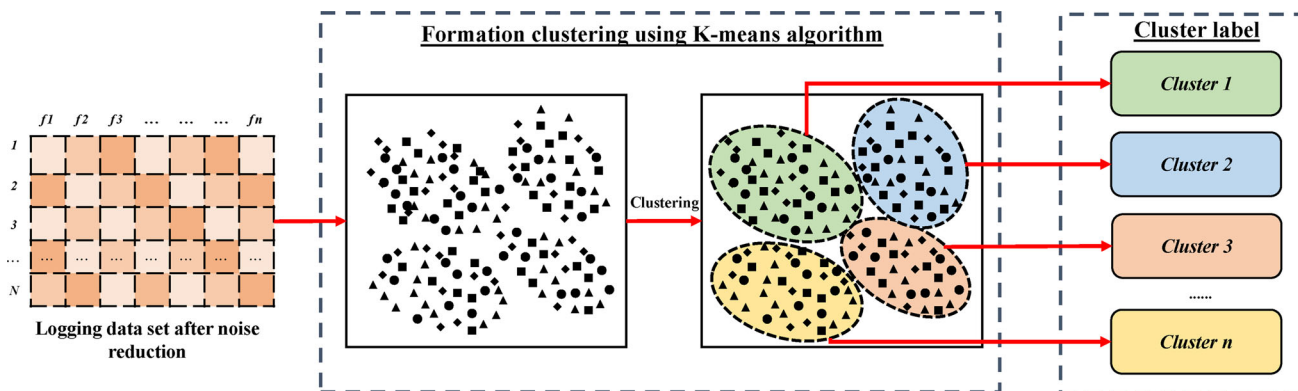 Formation clustering using K-means algorithm
Cluster label
f1 f2 f3 ... ... ... fn
1
2
3
... ... ... ... ... ... ... ...
N
Logging data set after noise
reduction
Clustering
Cluster 1
Cluster 2
Cluster 3
......
Cluster n